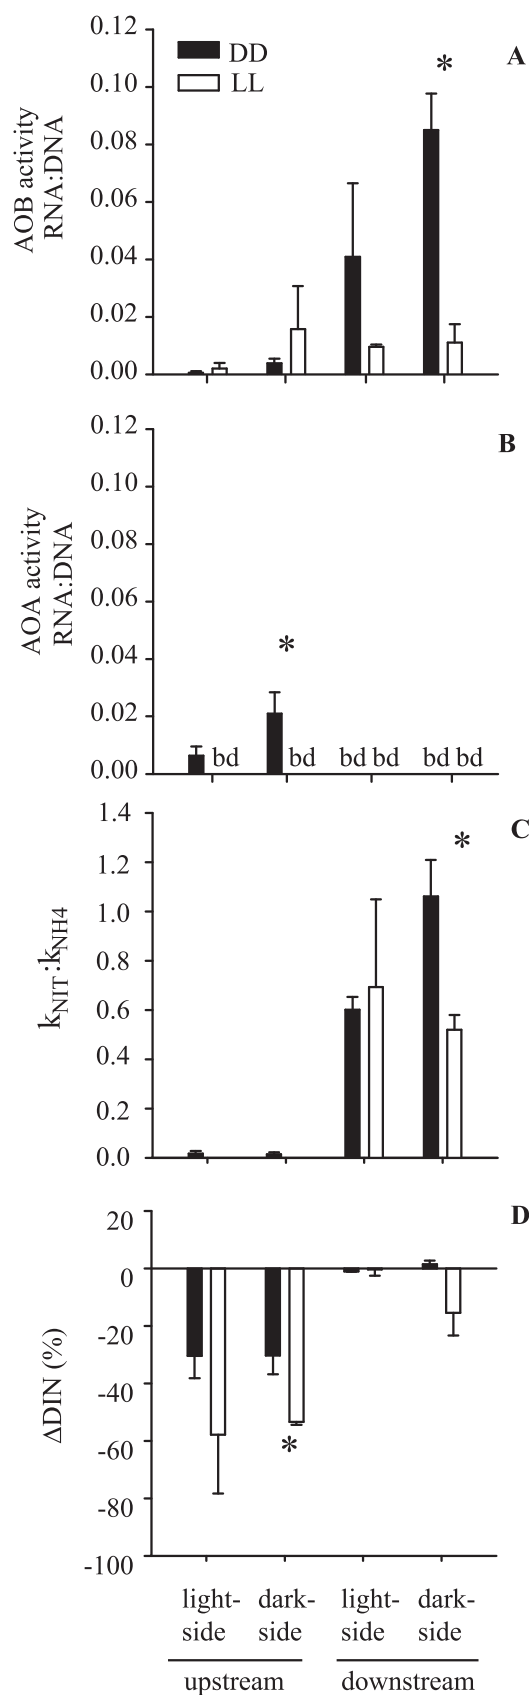 0.12
DD
A
LL
*
0.10
0.08
0.06
0.04
0.02
0.00
AOB activity
RNA:DNA
0.12
B
0.10
0.08
0.06
0.04
*
0.02
0.00
bd bd bd bd bd bd
AOA activity
RNA:DNA
1.4
C
*
1.2
1.0
0.8
0.6
0.4
0.2
0.0
kNIT:kNH4
20
D
0
-20
-40
-60
*
-80
-100
ΔDIN (%)
light- dark- light- dark-
side side side side
upstream downstream